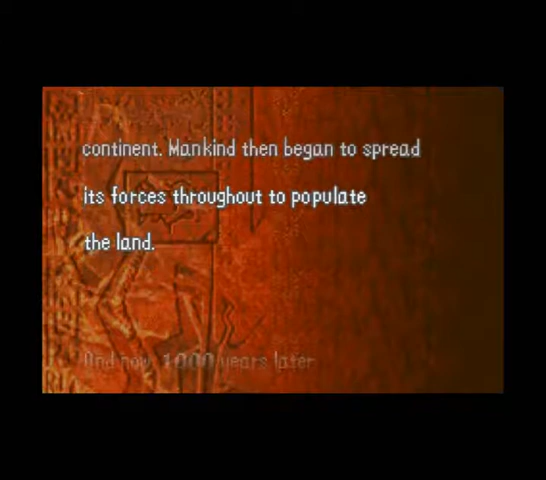 continent. Mankind then began to spread
its forces throughout to populate
the land.
And now 1000 years later